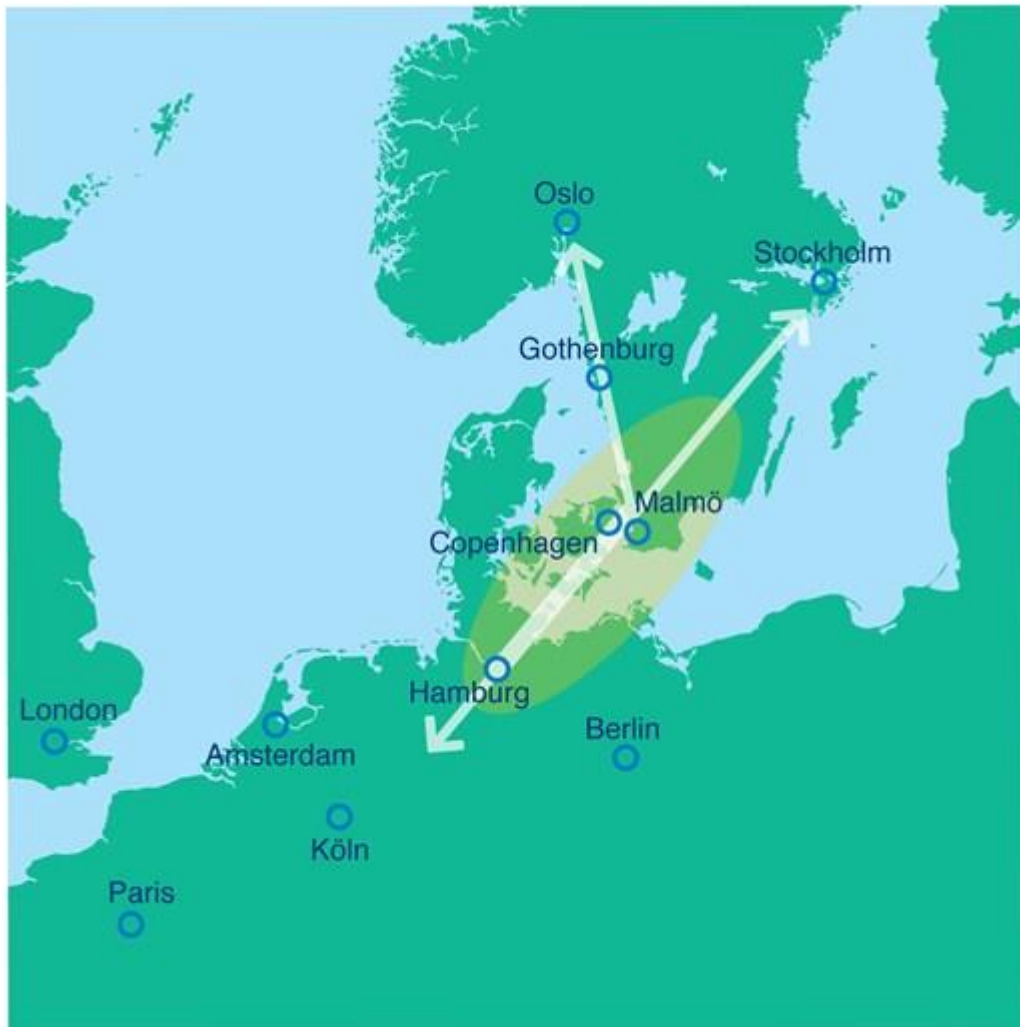 Oslo
Stockholm
Gothenburg
Malmö
Copenhagen
Hamburg
London
Amsterdam
Berlin
Köln
Paris